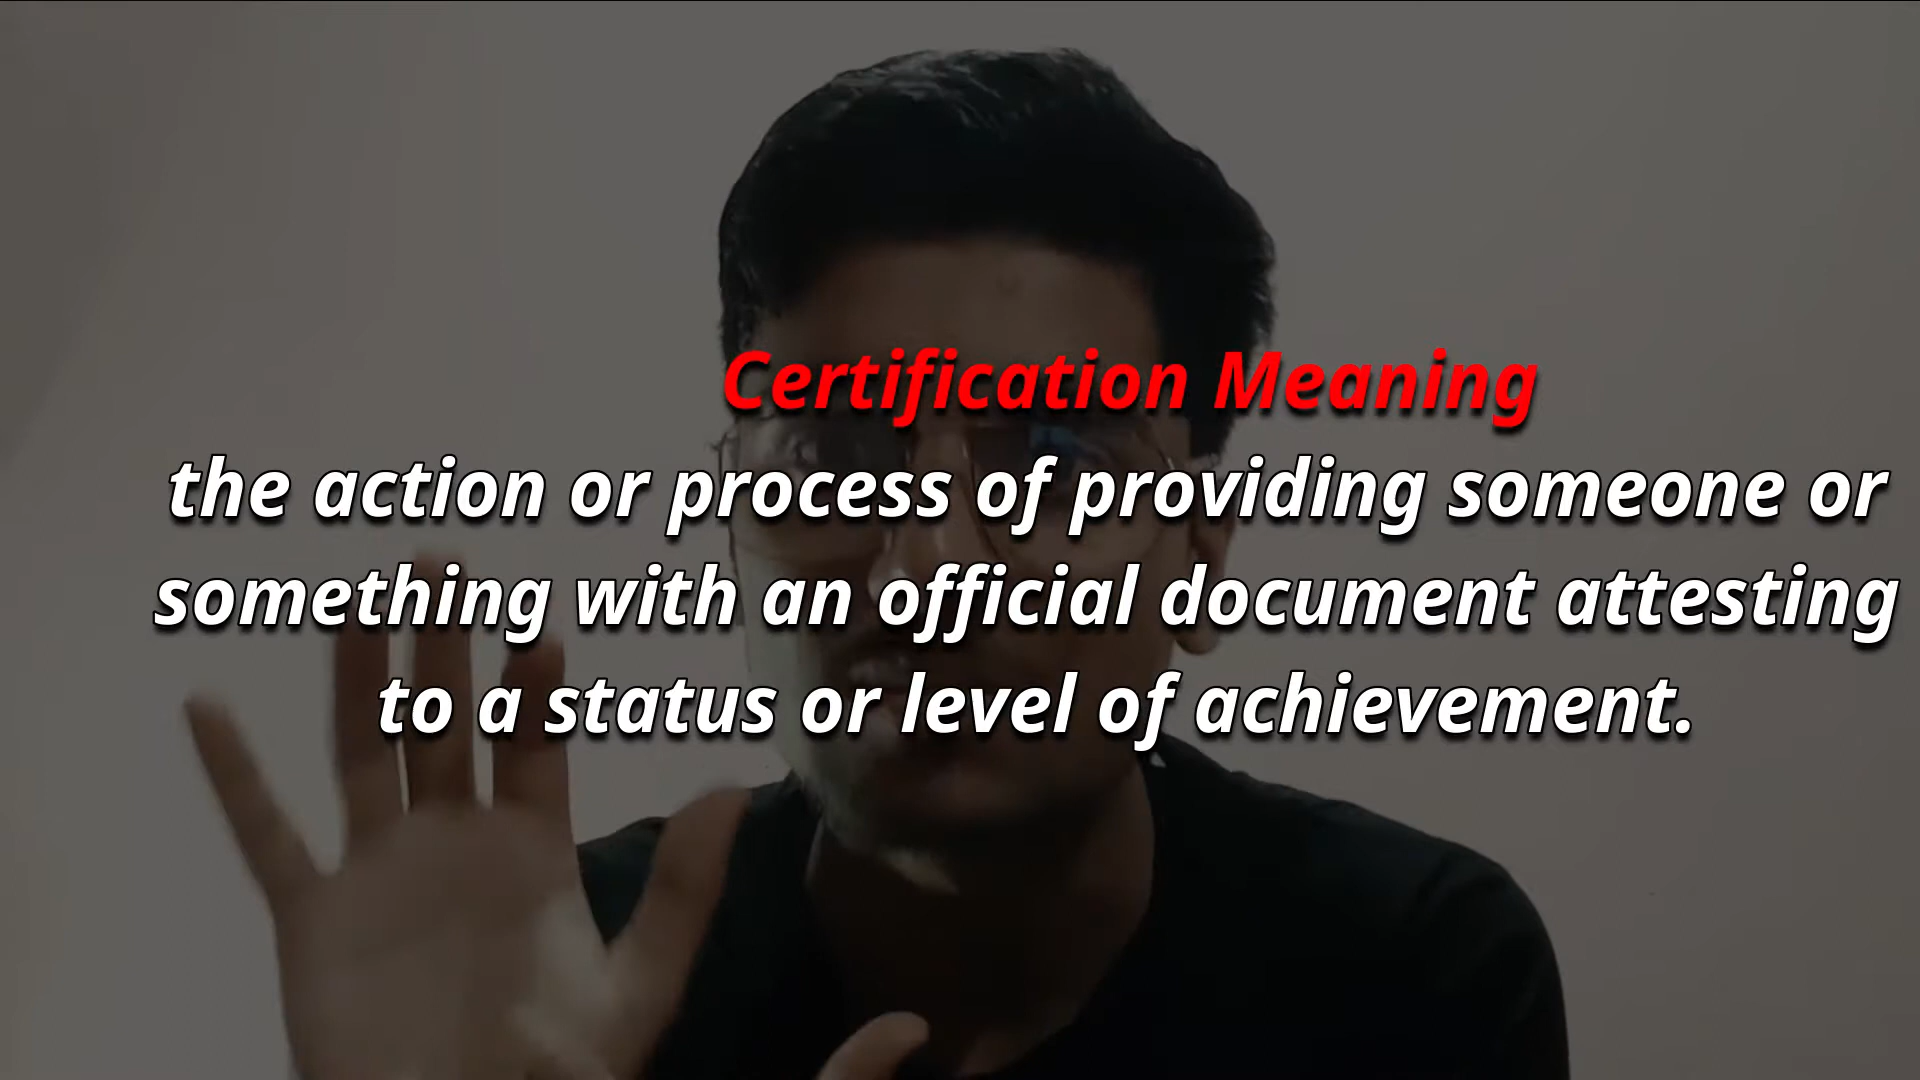 Certification Meaning
the action or process of providing someone or
something with an official document attesting
to a status or level of achievement.